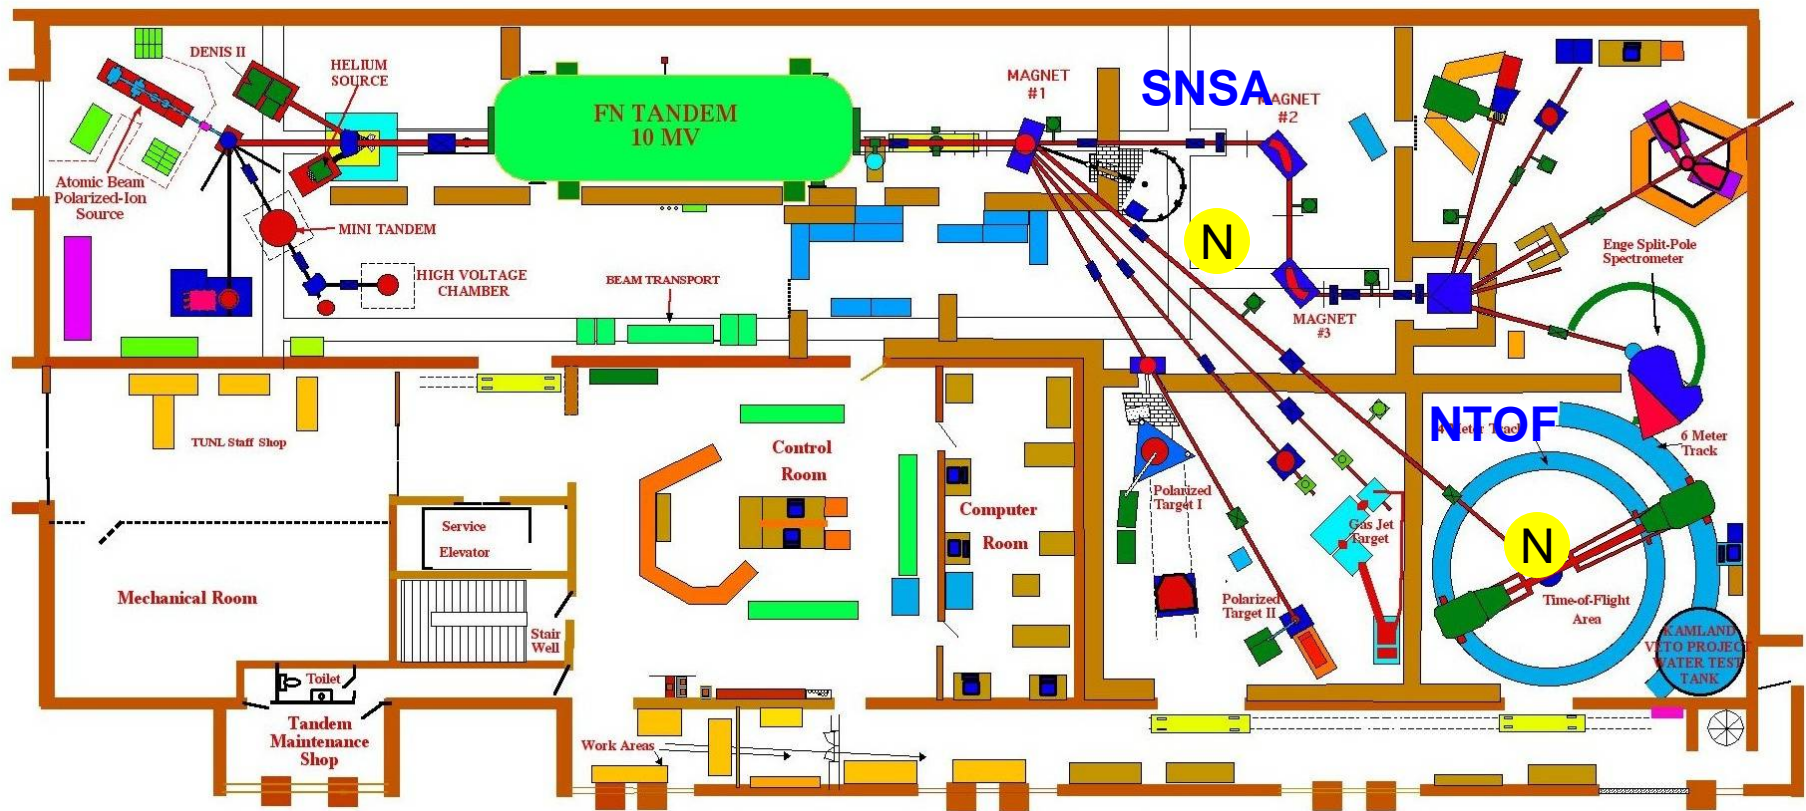 DENIS II
HELIUM
SOURCE
FN TANDEM
10 MV
MAGNET
#1
SNSA
MAGNET
#2
Atomic Beam
Polarized-Ion
Source
MINI TANDEM
HIGH VOLTAGE
CHAMBER
BEAM TRANSPORT
N
MAGNET
#3
Enge Split-Pole
Spectrometer
TUNL Staff Shop
Control
Room
NTOF
Meter Track
6 Meter
Track
Polarized
Target I
Computer
Room
Gas Jet
Target
N
Service
Elevator
Mechanical Room
Polarized
Target II
Time-of-Flight
Area
Stair
Well
KAMLAND
VETO PROJECT
WATER TEST
TANK
Toilet
Tandem
Maintenance
Shop
Work Areas